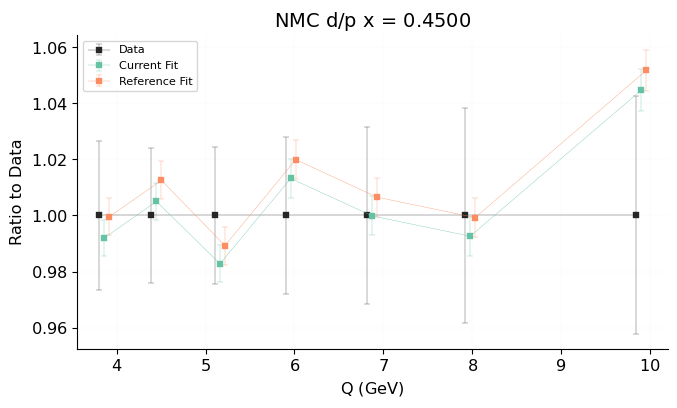 NMC d/p x = 0.4500
Data
Current Fit
Reference Fit
Ratio to Data
1.06
1.04
1.02
1.00
0.98
0.96
4 5 6 7 8 9 10
Q (GeV)